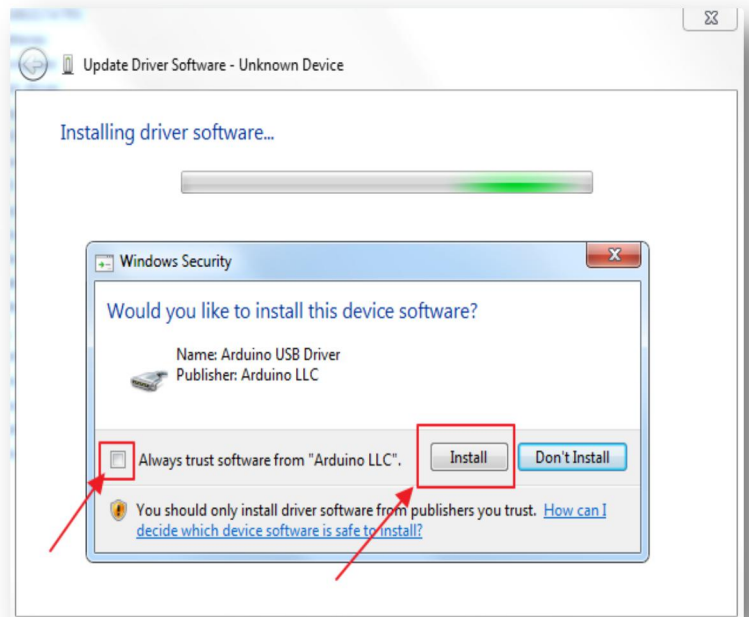 Update Driver Software - Unknown Device
Installing driver software...
Windows Security
Would you like to install this device software?
Name: Arduino USB Driver
Publisher: Arduino LLC
Always trust software from "Arduino LLC".
Install
Don't Install
You should only install driver software from publishers you trust. How can I
decide which device software is safe to install?